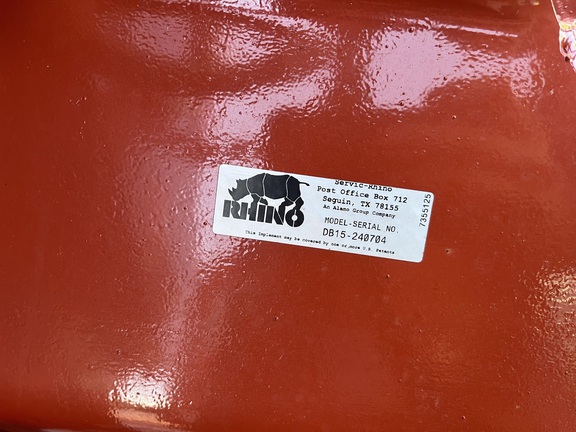 RHINO
Servic-Rhino
Post Office Box 712
Seguin, TX 78155
An Alamo Group Company
MODEL-SERIAL NO.
DB15-240704
This implement may be covered by one or more U.S. Patents
7355125